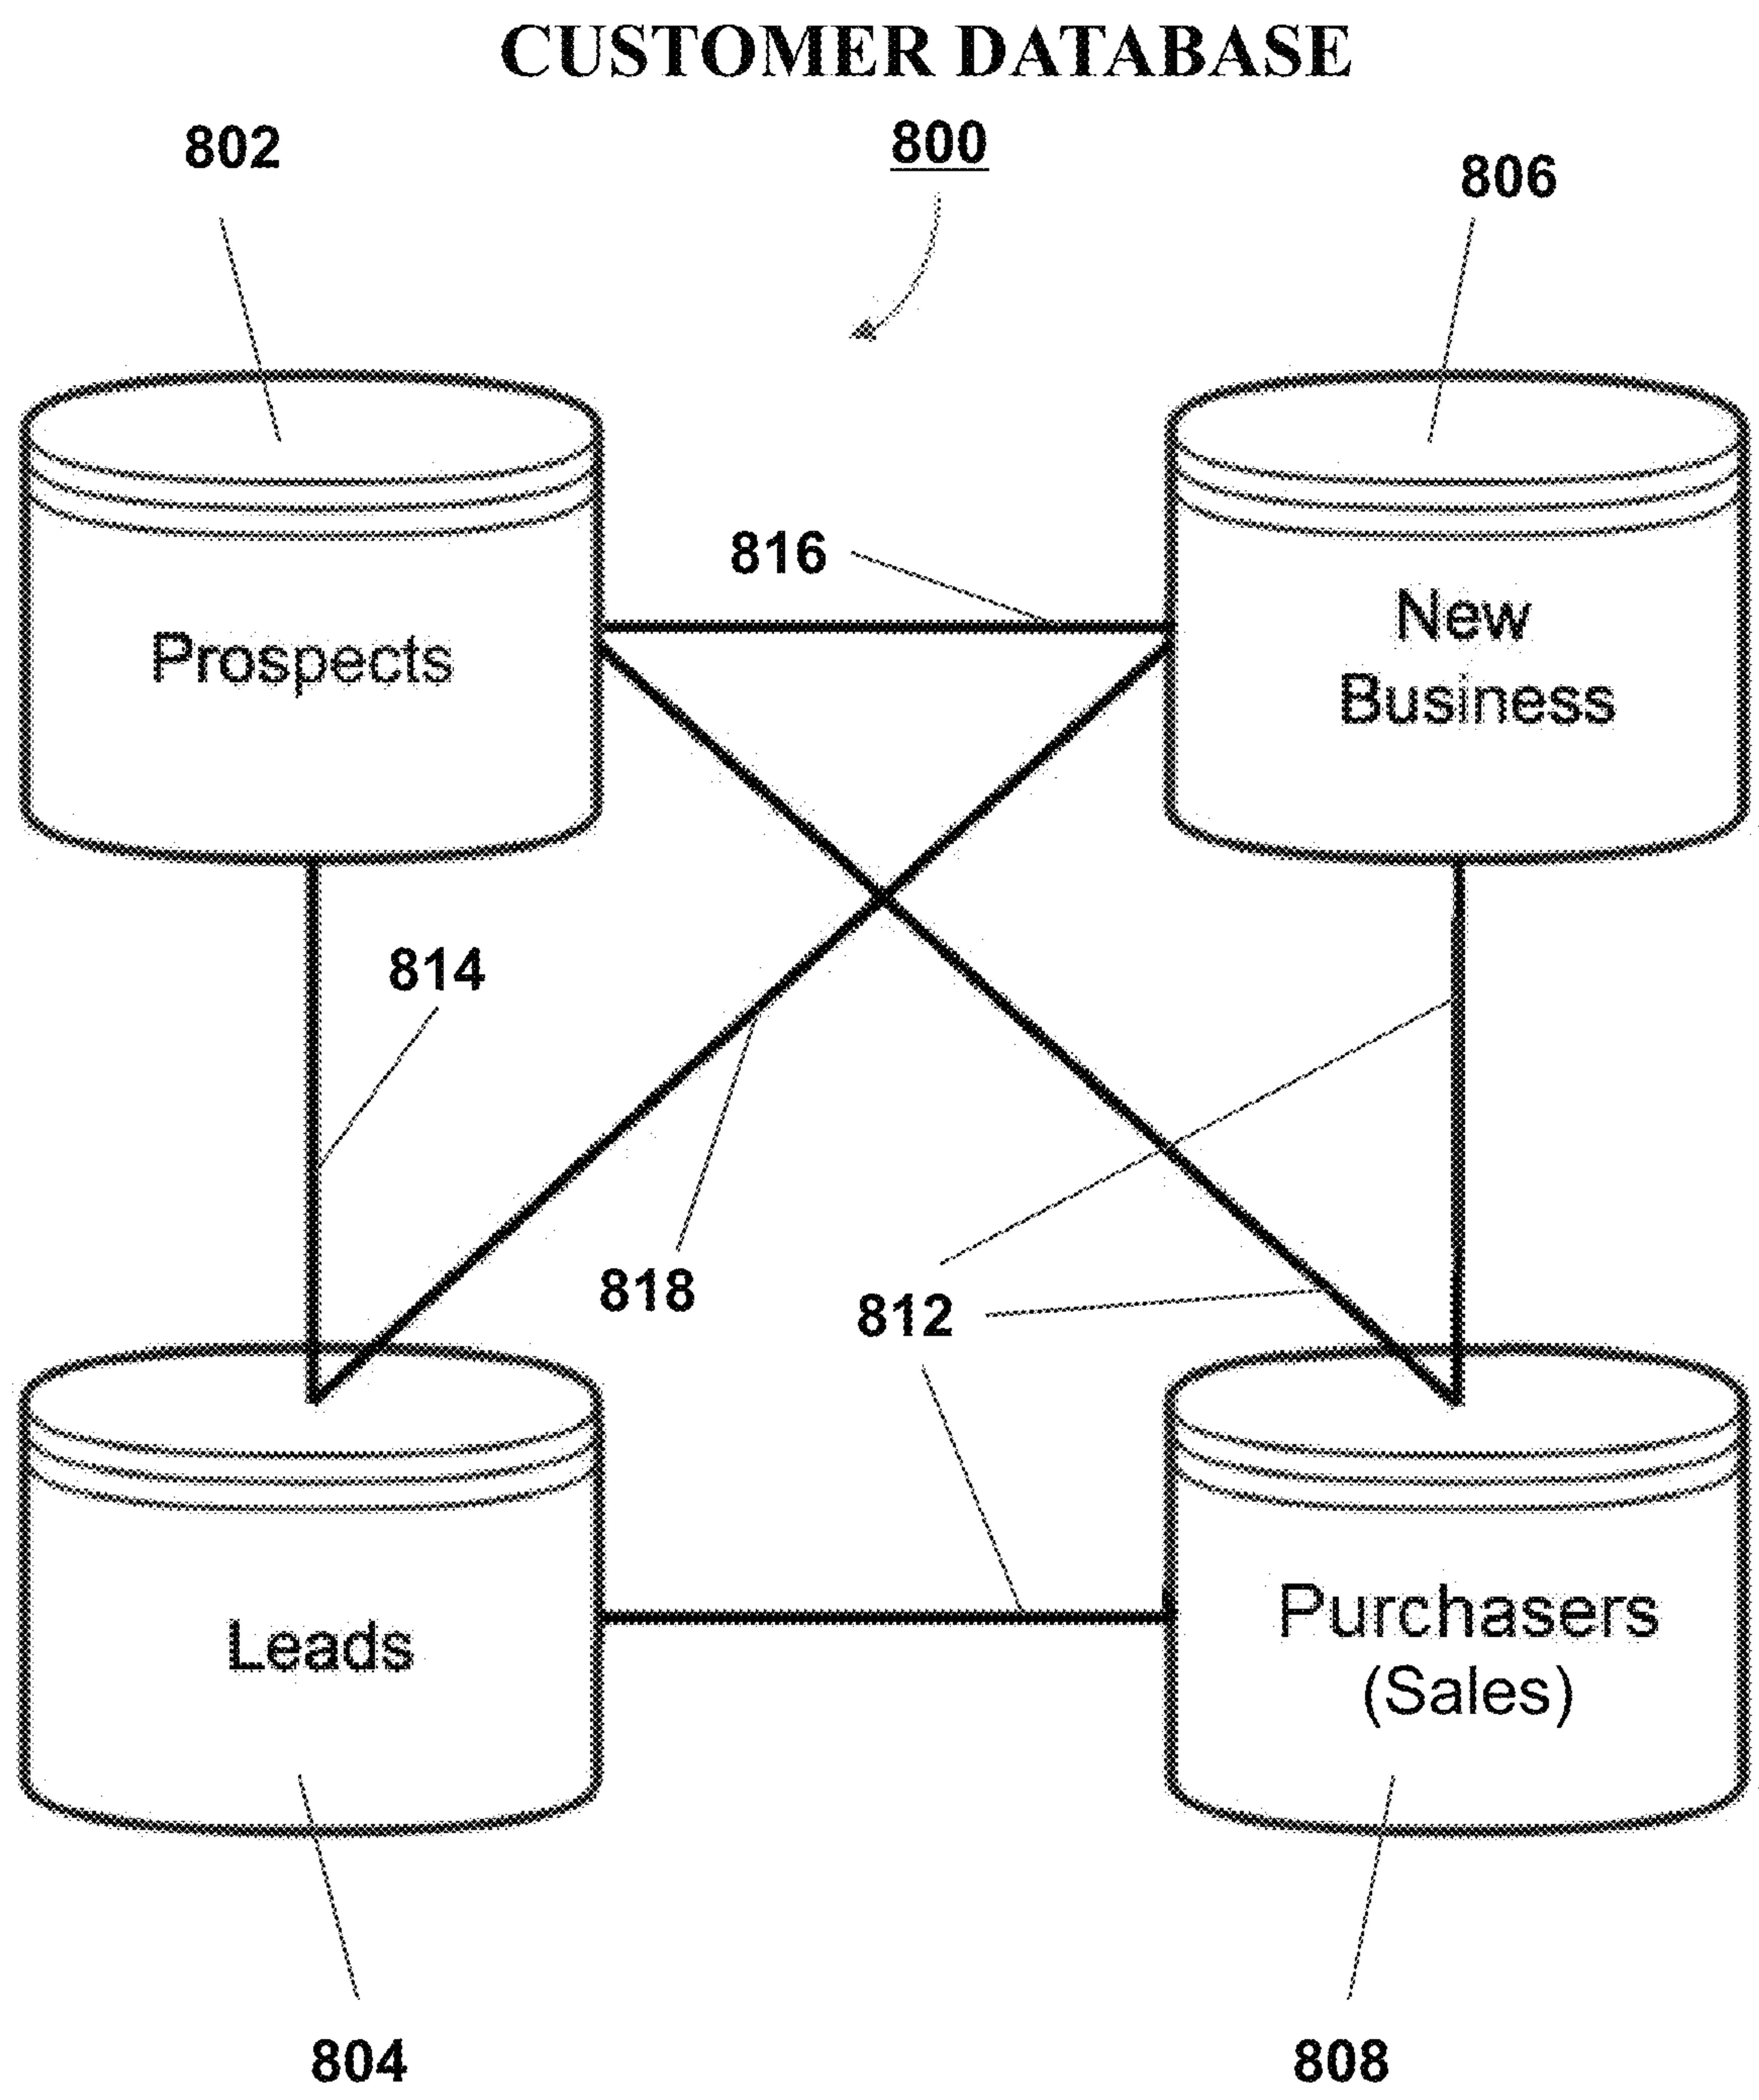 CUSTOMER DATABASE
800
802
806
816
Prospects
New
Business
814
818
812
Leads
Purchasers
(Sales)
804
808